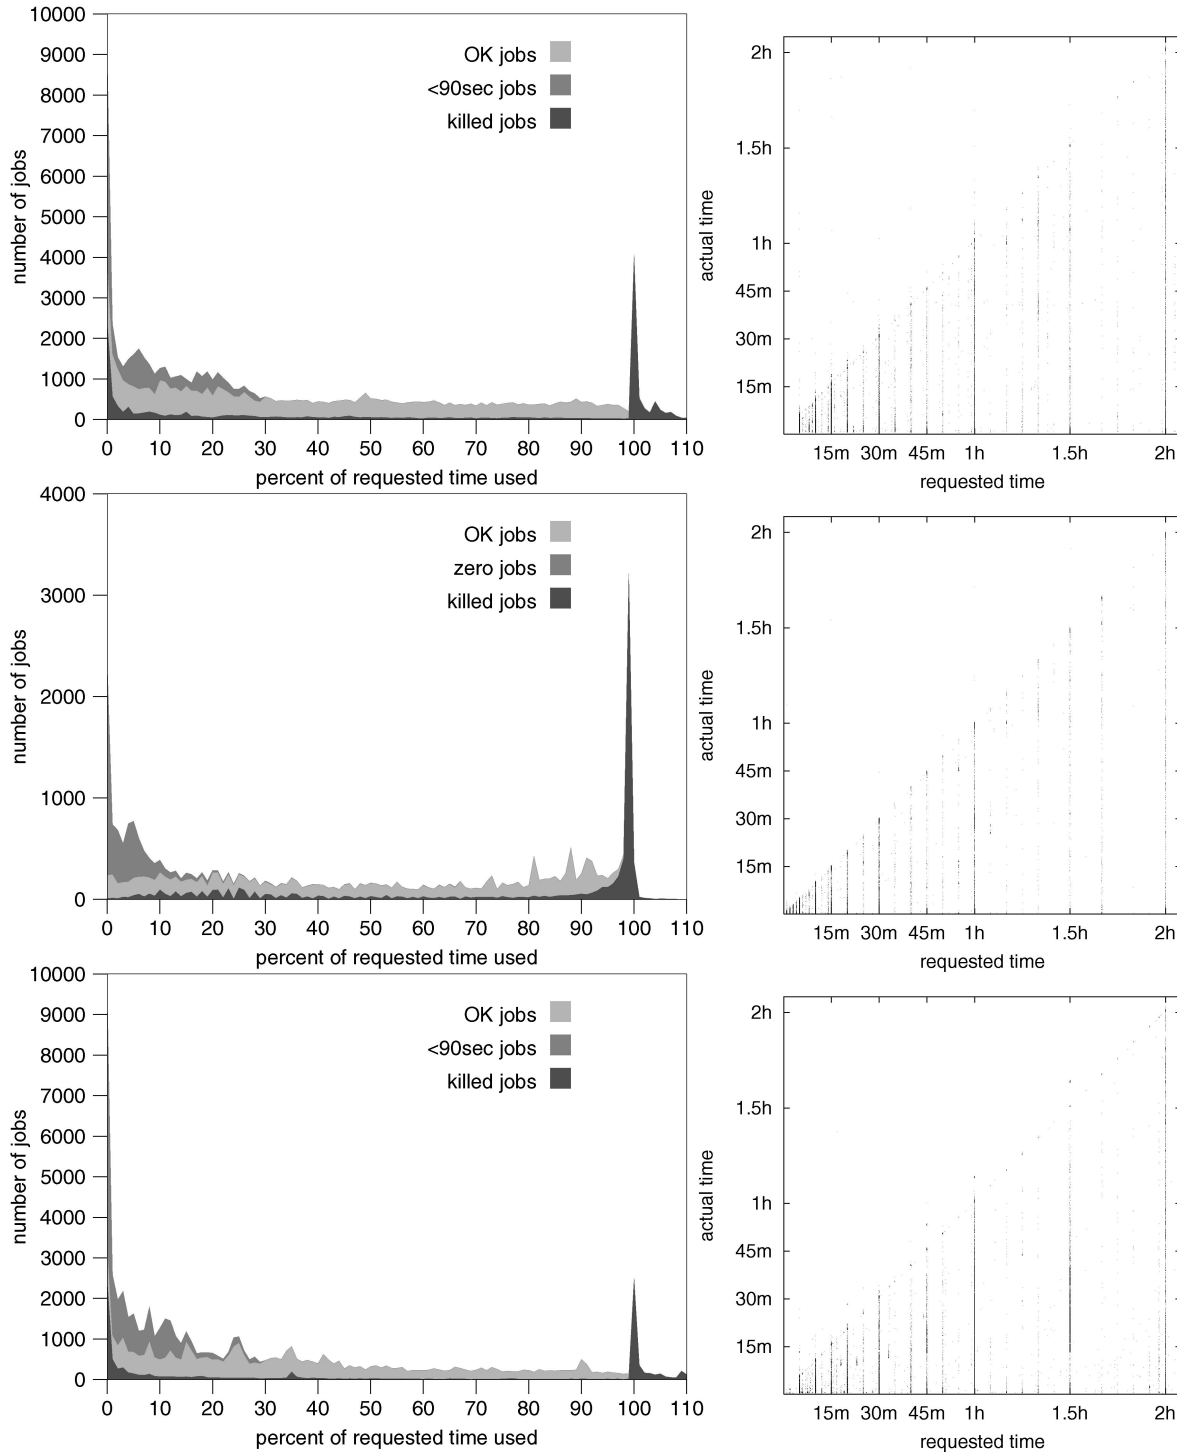 10000
9000
8000
7000
6000
5000
4000
3000
2000
1000
0
number of jobs
OK jobs
<90sec jobs
killed jobs
0 10 20 30 40 50 60 70 80 90 100 110
percent of requested time used
2h
1.5h
1h
45m
30m
15m
actual time
15m 30m 45m 1h 1.5h 2h
requested time
4000
3000
2000
1000
0
number of jobs
OK jobs
zero jobs
killed jobs
0 10 20 30 40 50 60 70 80 90 100 110
percent of requested time used
2h
1.5h
1h
45m
30m
15m
actual time
15m 30m 45m 1h 1.5h 2h
requested time
10000
9000
8000
7000
6000
5000
4000
3000
2000
1000
0
number of jobs
OK jobs
<90sec jobs
killed jobs
0 10 20 30 40 50 60 70 80 90 100 110
percent of requested time used
2h
1.5h
1h
45m
30m
15m
actual time
15m 30m 45m 1h 1.5h 2h
requested time